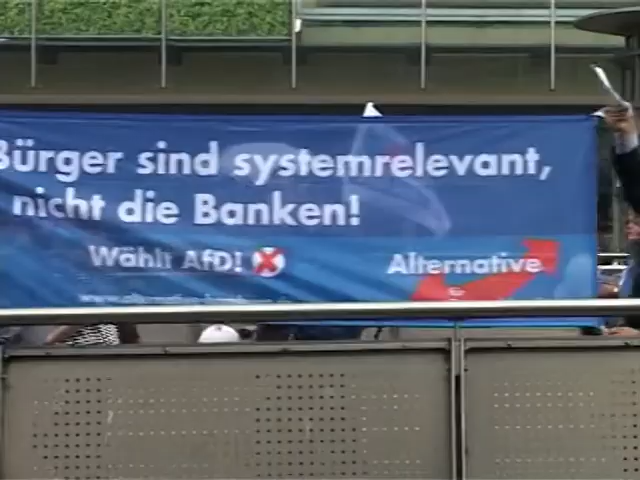 Bürger sind systemrelevant,
nicht die Banken!
Wählt AfD!
Alternative